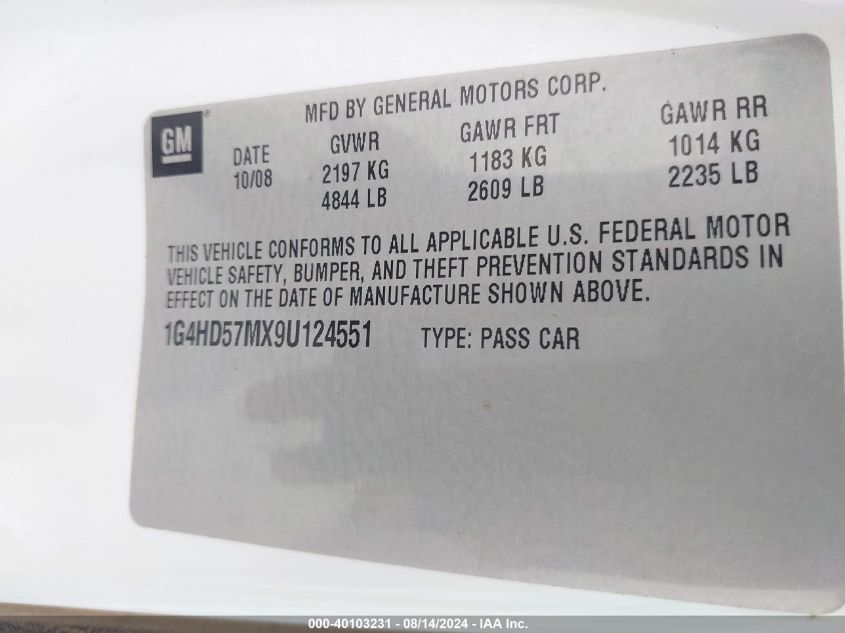 MFD BY GENERAL MOTORS CORP.
GM®
DATE GVWR GAWR FRT GAWR RR
10/08 2197 KG 1183 KG 1014 KG
4844 LB 2609 LB 2235 LB
THIS VEHICLE CONFORMS TO ALL APPLICABLE U.S. FEDERAL MOTOR
VEHICLE SAFETY, BUMPER, AND THEFT PREVENTION STANDARDS IN
EFFECT ON THE DATE OF MANUFACTURE SHOWN ABOVE.
1G4HD57MX9U124551 TYPE: PASS CAR
000-40103231 - 08/14/2024 - IAA Inc.